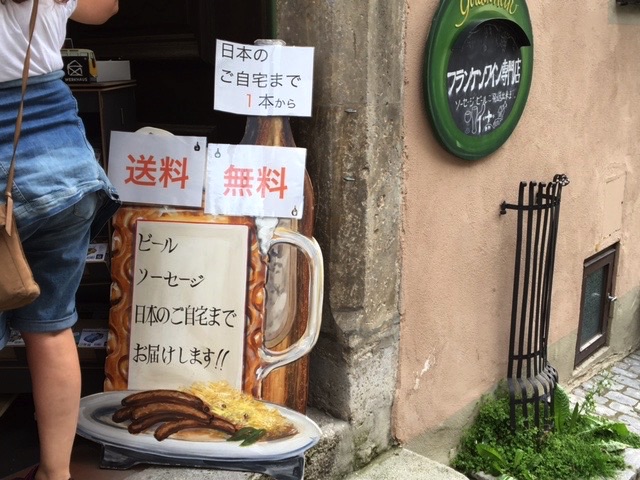 日本の
ご自宅まで
1本から
送料
無料
ビール
ソーセージ
日本のご自宅まで
お届けします!!
フランケンワイン専門店